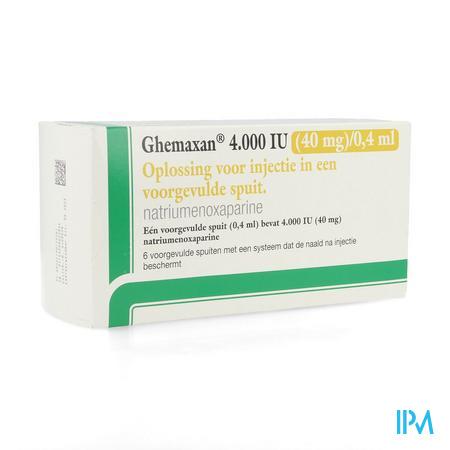 Ghemaxan® 4.000 IU (40 mg)/0,4 ml
Oplossing voor injectie in een
voorgevulde spuit.
natriumenoxaparine
Eén voorgevulde spuit (0,4 ml) bevat 4.000 IU (40 mg)
natriumenoxaparine
6 voorgevulde spuiten met een systeem dat de naald na injectie
beschermt
IPM